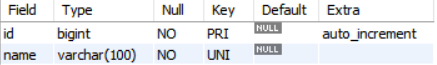 Field Type Null Key Default Extra
id bigint NO PRI NULL auto_increment
name varchar(100) NO UNI NULL